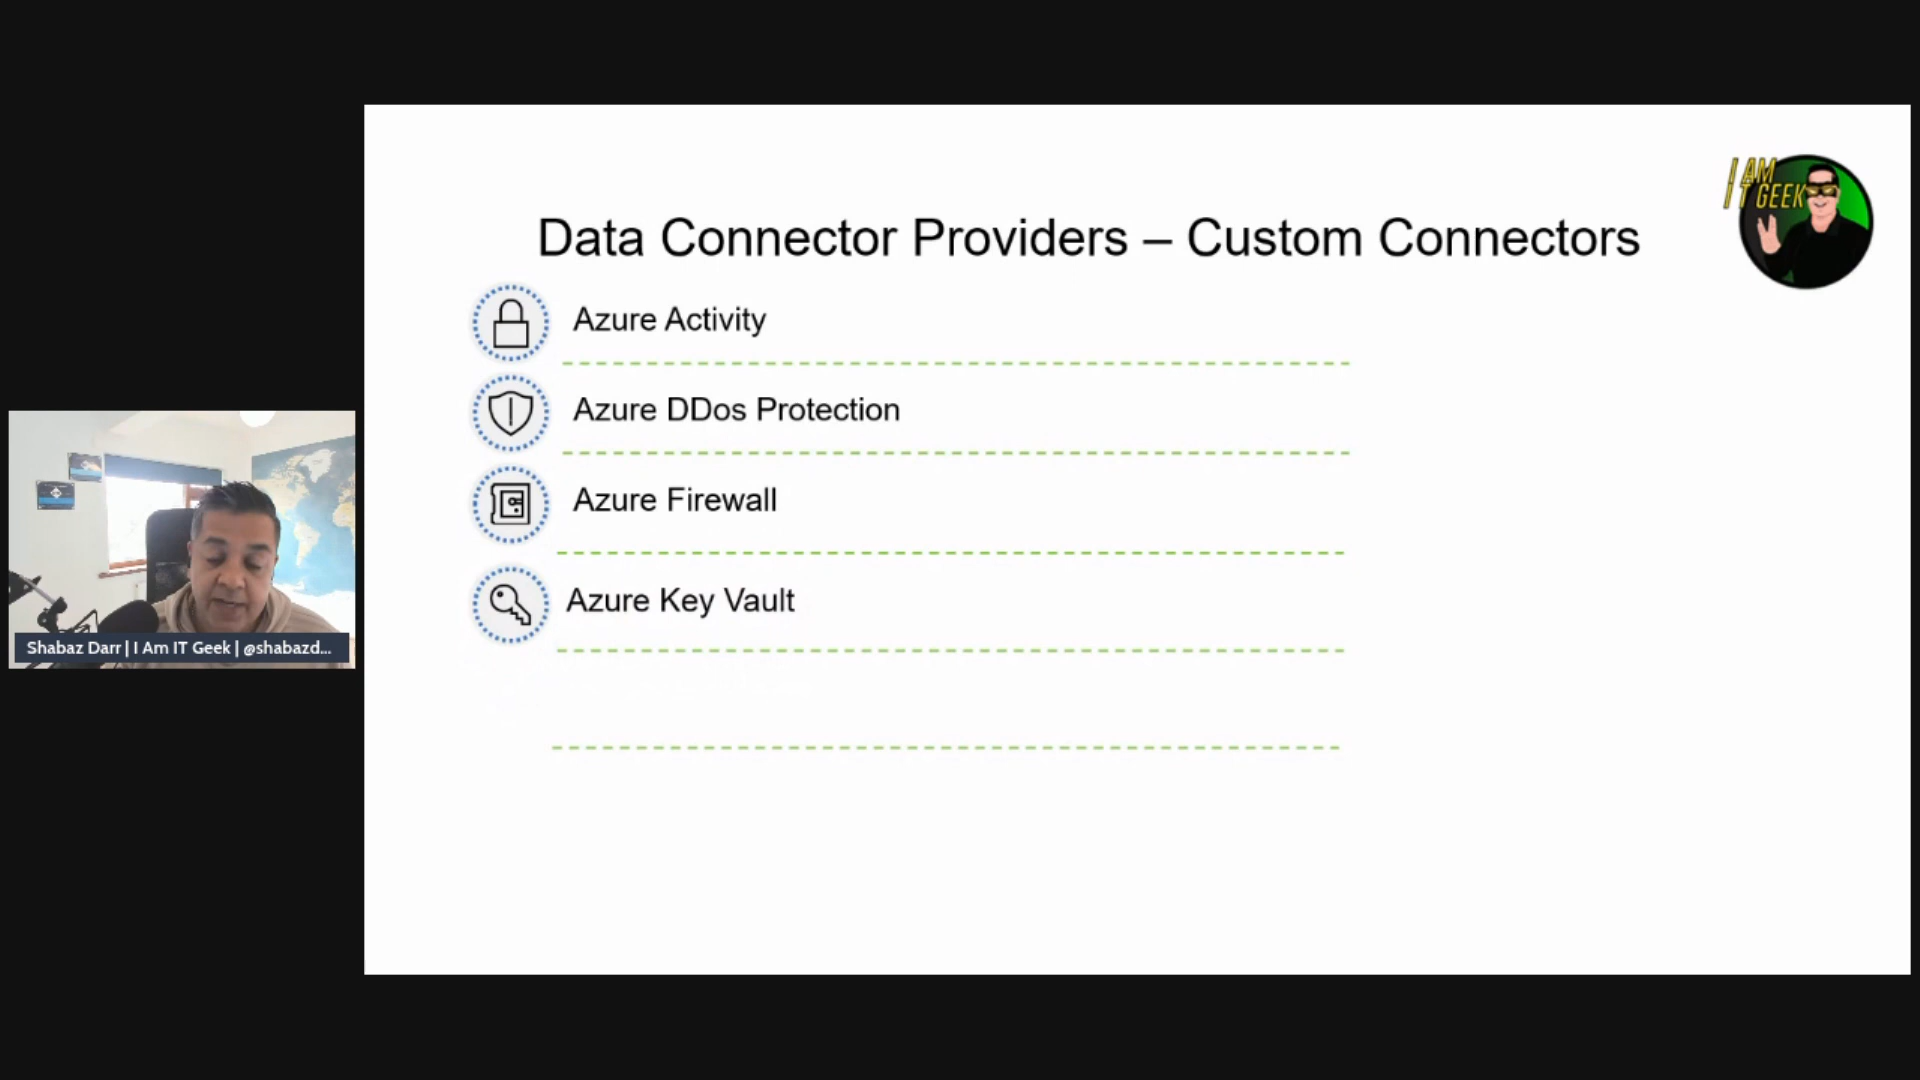 I AM
IT GEEK
Data Connector Providers – Custom Connectors
Azure Activity
Azure DDos Protection
Azure Firewall
Azure Key Vault
Shabaz Darr | I Am IT Geek | @shabazd...